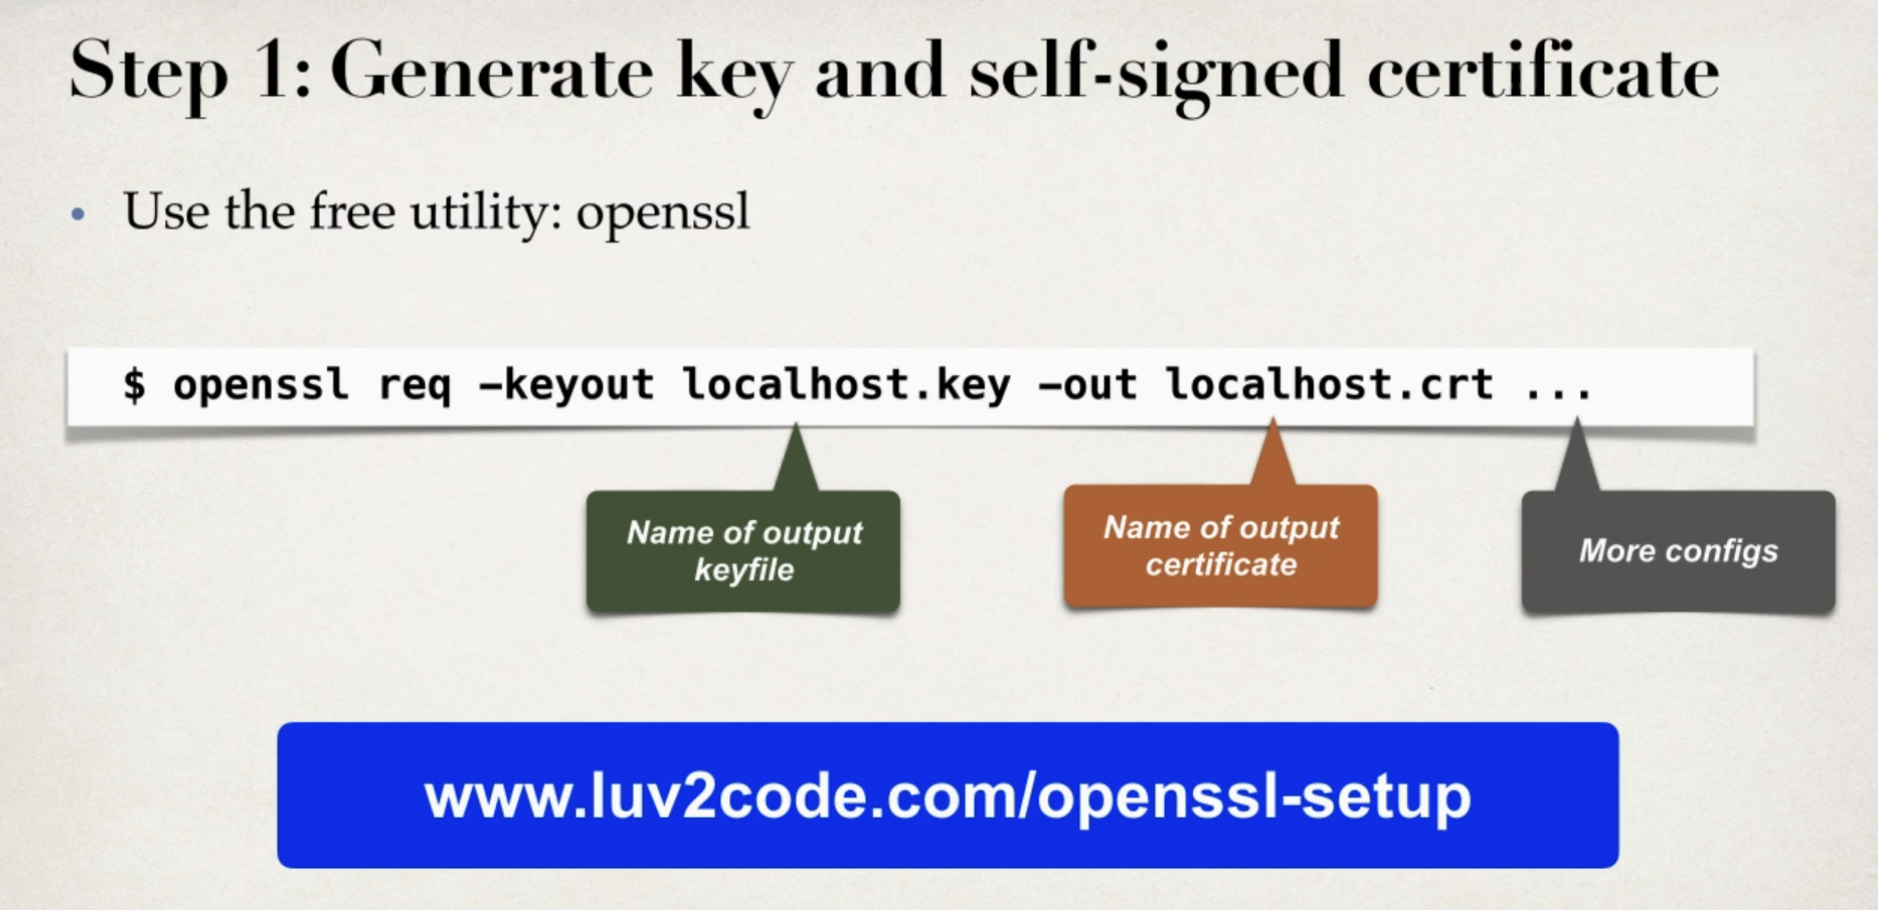 Step 1: Generate key and self-signed certificate
• Use the free utility: openssl
$ openssl req –keyout localhost.key –out localhost.crt ...
Name of output
keyfile
Name of output
certificate
More configs
www.luv2code.com/openssl-setup